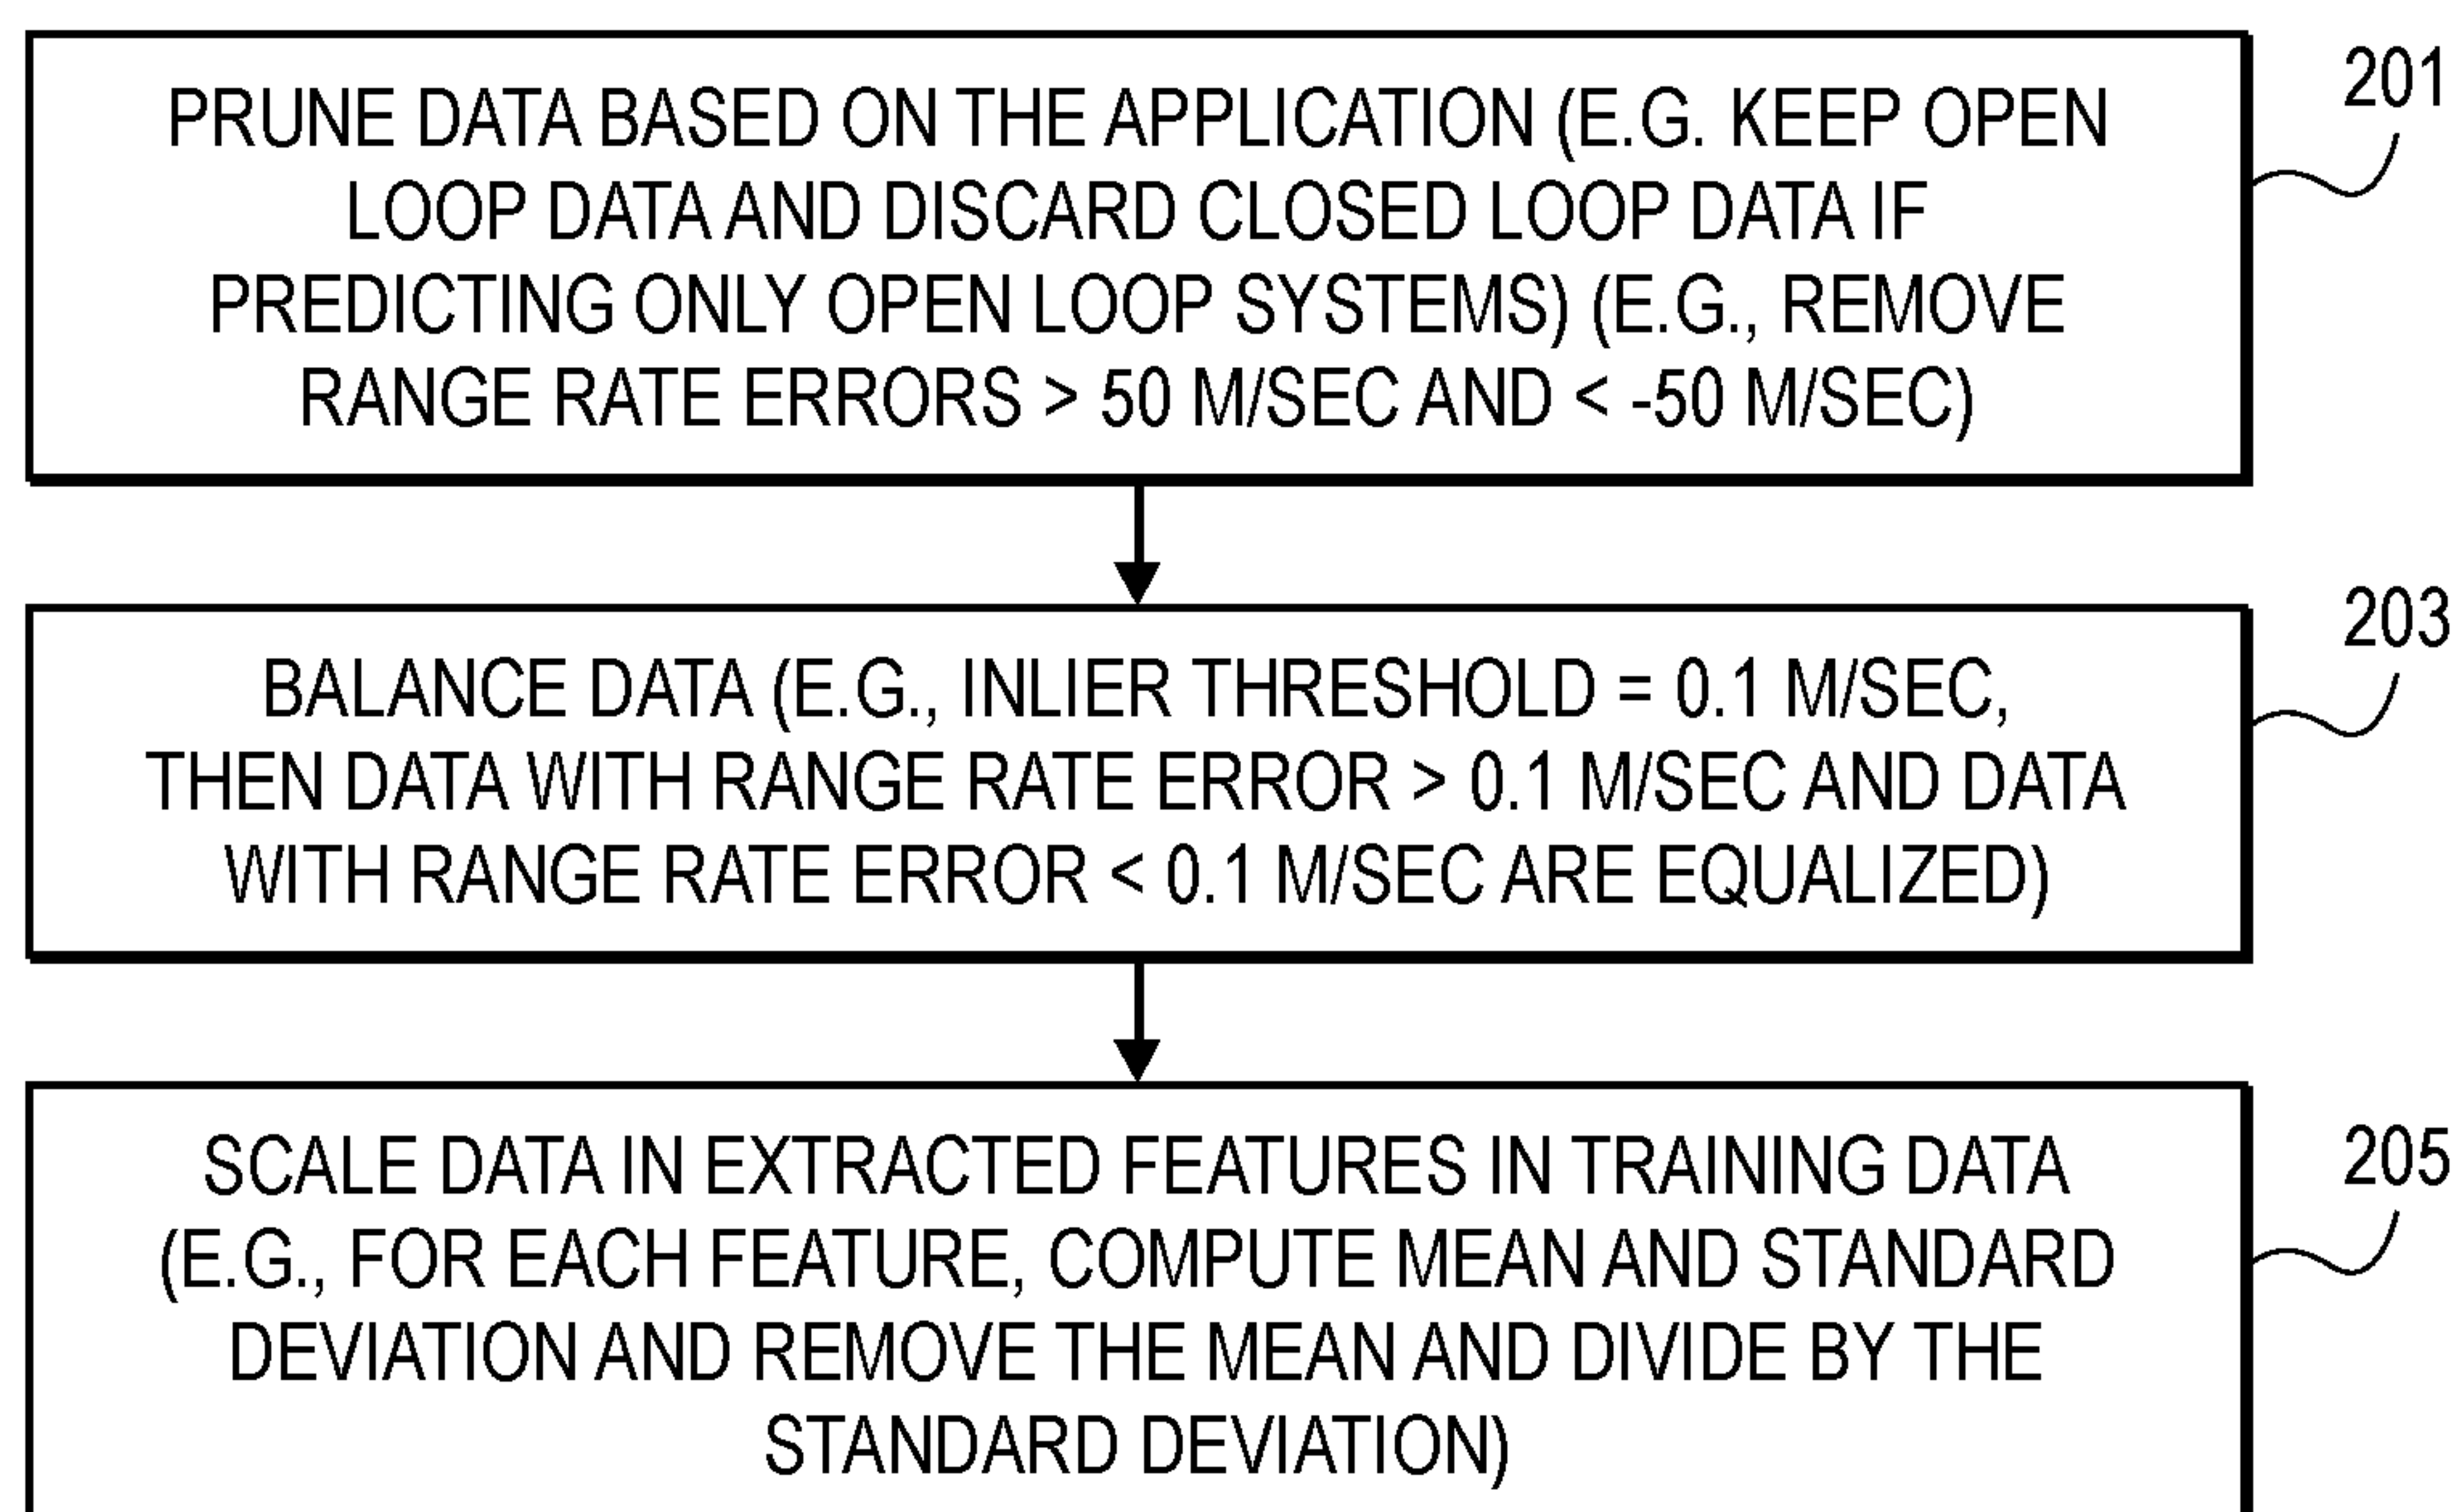 PRUNE DATA BASED ON THE APPLICATION (E.G. KEEP OPEN
LOOP DATA AND DISCARD CLOSED LOOP DATA IF
PREDICTING ONLY OPEN LOOP SYSTEMS) (E.G., REMOVE
RANGE RATE ERRORS > 50 M/SEC AND < -50 M/SEC)
201
BALANCE DATA (E.G., INLIER THRESHOLD = 0.1 M/SEC,
THEN DATA WITH RANGE RATE ERROR > 0.1 M/SEC AND DATA
WITH RANGE RATE ERROR < 0.1 M/SEC ARE EQUALIZED)
203
SCALE DATA IN EXTRACTED FEATURES IN TRAINING DATA
(E.G., FOR EACH FEATURE, COMPUTE MEAN AND STANDARD
DEVIATION AND REMOVE THE MEAN AND DIVIDE BY THE
STANDARD DEVIATION)
205